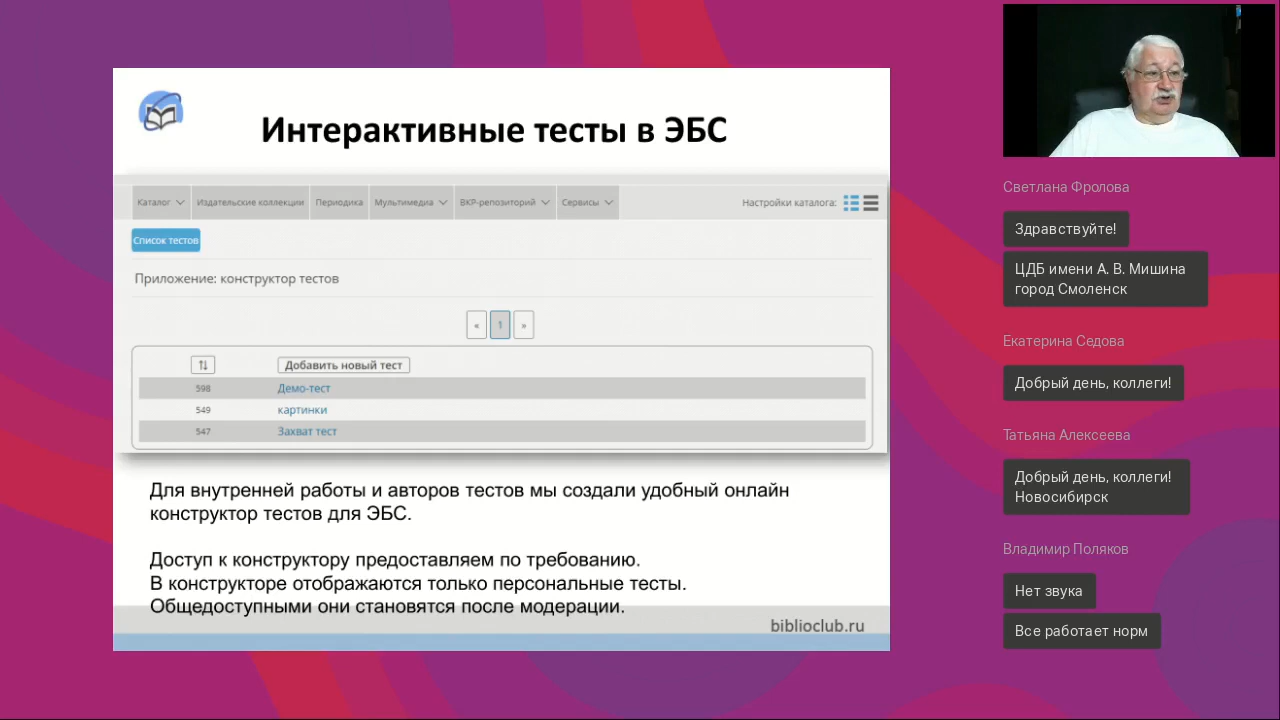 Интерактивные тесты в ЭБС
Каталог
Издательские коллекции
Периодика
Мультимедиа
ВКР-репозиторий
Сервисы
Настройки каталога:
Список тестов
Приложение: конструктор тестов
« 1 »
Добавить новый тест
598 Демо-тест
549 картинки
547 Захват тест
Для внутренней работы и авторов тестов мы создали удобный онлайн
конструктор тестов для ЭБС.
Доступ к конструктору предоставляем по требованию.
В конструкторе отображаются только персональные тесты.
Общедоступными они становятся после модерации.
biblioclub.ru
Светлана Фролова
Здравствуйте!
ЦДБ имени А. В. Мишина
город Смоленск
Екатерина Седова
Добрый день, коллеги!
Татьяна Алексеева
Добрый день, коллеги!
Новосибирск
Владимир Поляков
Нет звука
Все работает норм